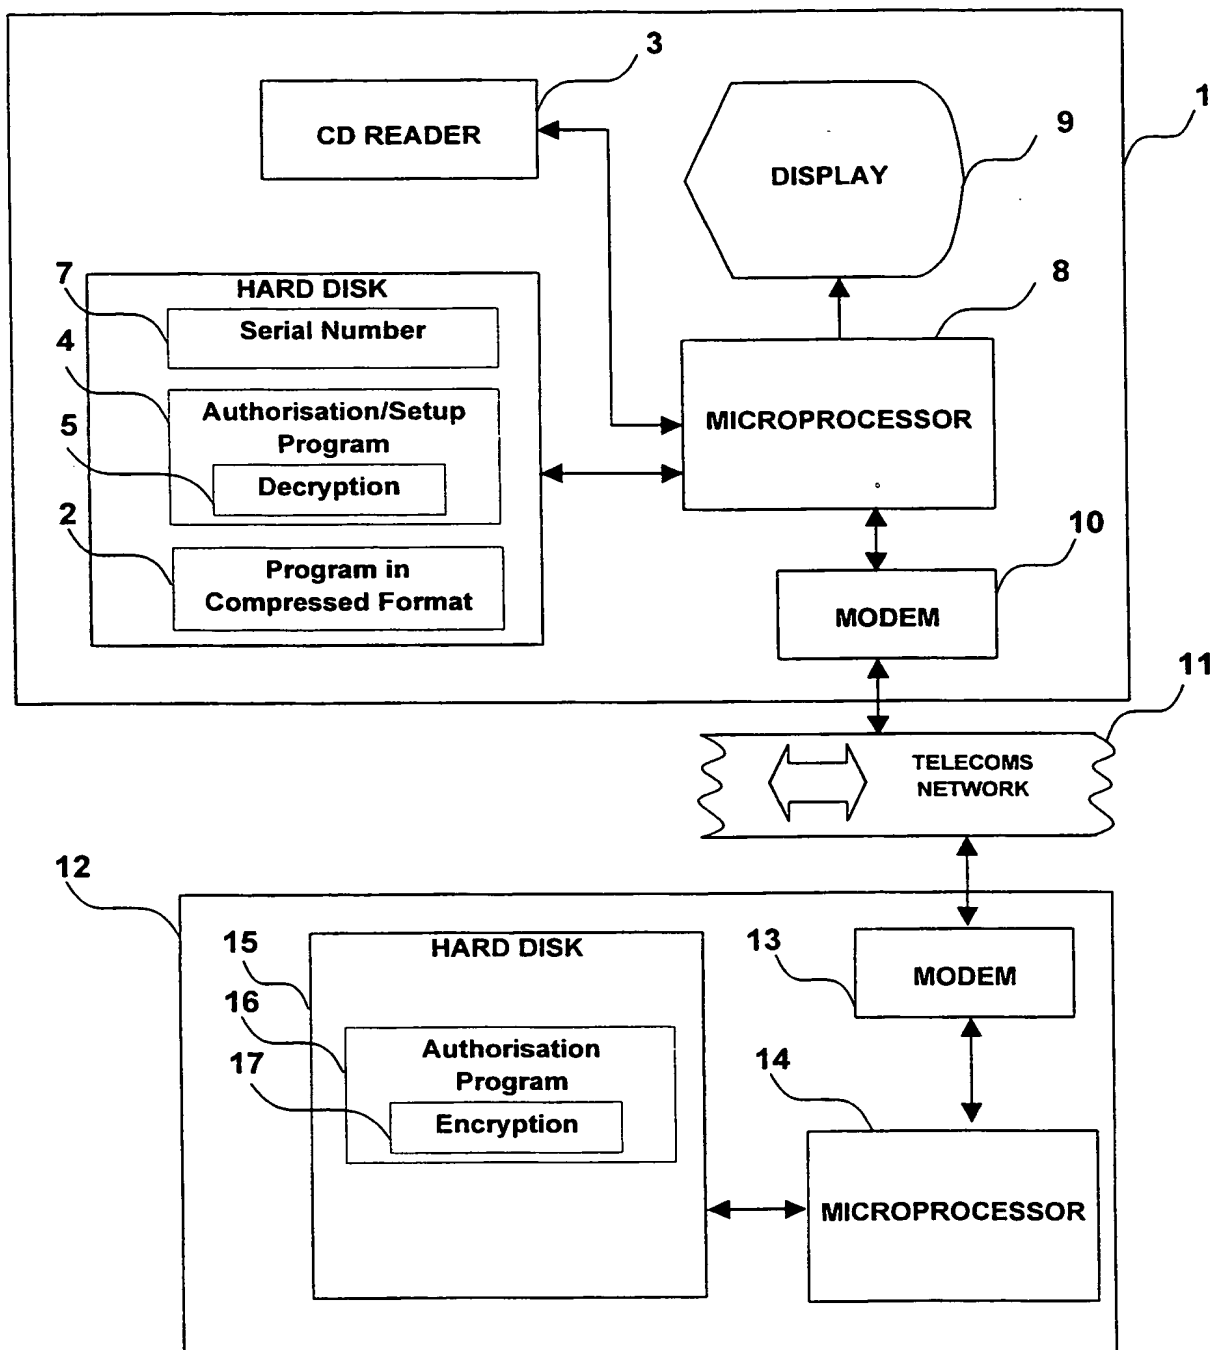 3
CD READER
1
9
DISPLAY
7
HARD DISK
Serial Number
8
4
Authorisation/Setup
Program
MICROPROCESSOR
5
Decryption
2
Program in
Compressed Format
10
MODEM
11
TELECOMS
NETWORK
12
15
HARD DISK
13
MODEM
16
Authorisation
Program
17
Encryption
14
MICROPROCESSOR